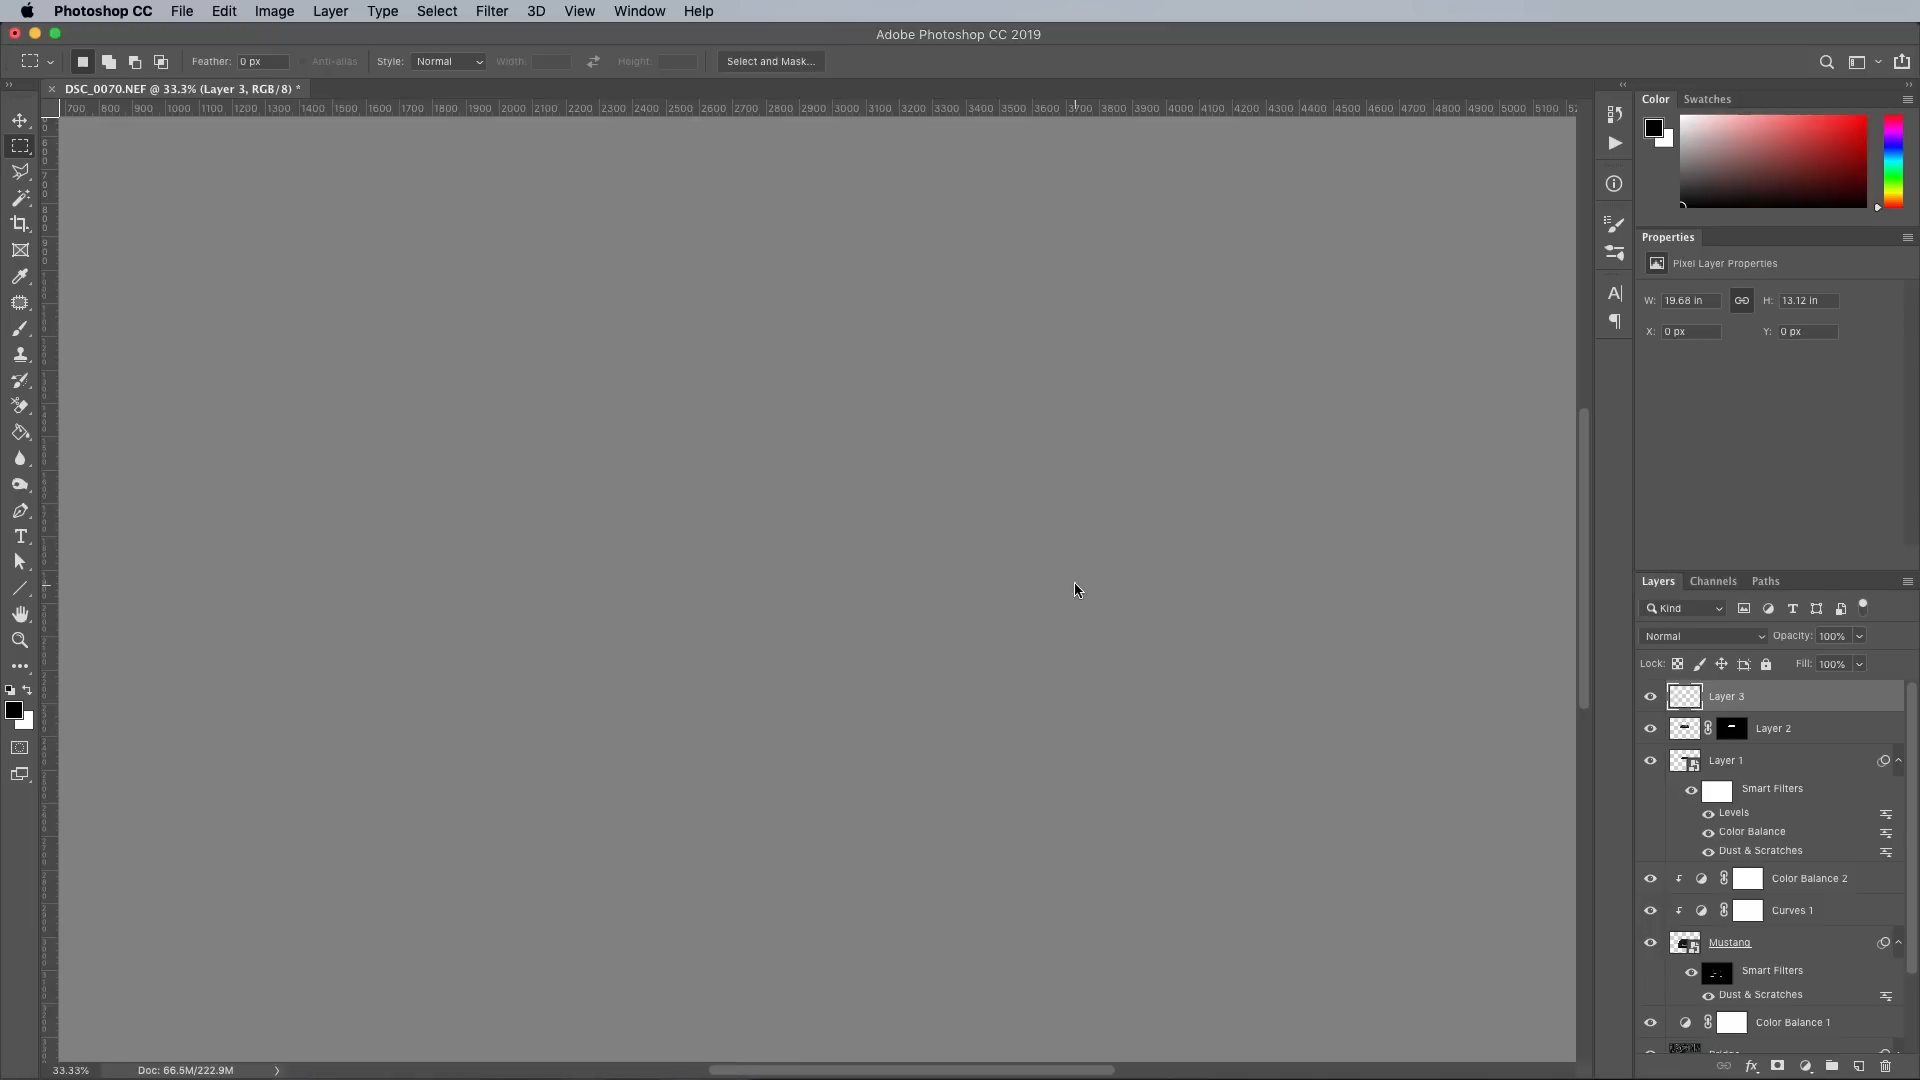 Photoshop CC File Edit Image Layer Type Select Filter 3D View Window Help
Adobe Photoshop CC 2019
Feather: 0 px Anti-alias Style: Normal Width: Height: Select and Mask...
DSC_0070.NEF @ 33.3% (Layer 3, RGB/8) *
700 800 900 1000 1100 1200 1300 1400 1500 1600 1700 1800 1900 2000 2100 2200 2300 2400 2500 2600 2700 2800 2900 3000 3100 3200 3300 3400 3500 3600 3700 3800 3900 4000 4100 4200 4300 4400 4500 4600 4700 4800 4900 5000 5100
Color Swatches
Properties
Pixel Layer Properties
W: 19.68 in H: 13.12 in
X: 0 px Y: 0 px
Layers Channels Paths
Kind
Normal Opacity: 100%
Lock: Fill: 100%
Layer 3
Layer 2
Layer 1
Smart Filters
Levels
Color Balance
Dust & Scratches
Color Balance 2
Curves 1
Mustang
Smart Filters
Dust & Scratches
Color Balance 1
33.33% Doc: 66.5M/222.9M